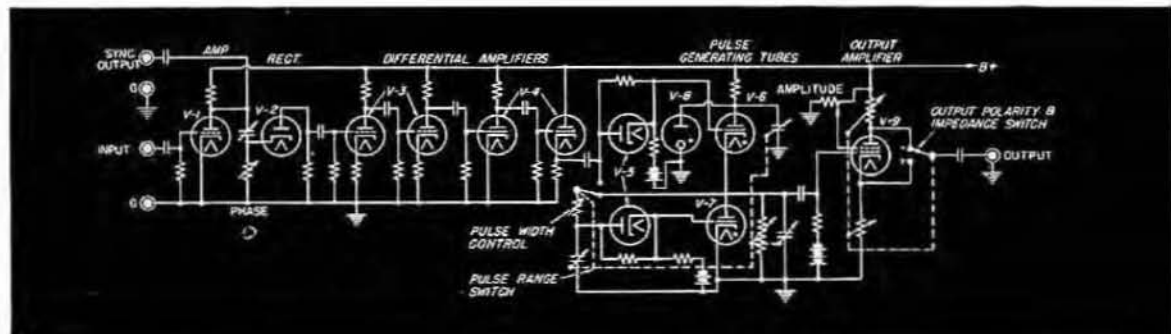 SYNC
OUTPUT
AMP
RECT.
DIFFERENTIAL AMPLIFIERS
PULSE
GENERATING TUBES
OUTPUT
AMPLIFIER
B+
G
V-1
V-2
V-3
V-4
V-8
V-6
AMPLITUDE
V-9
OUTPUT POLARITY &
IMPEDANCE SWITCH
INPUT
OUTPUT
V-5
G
PHASE
V-7
PULSE WIDTH
CONTROL
PULSE RANGE
SWITCH